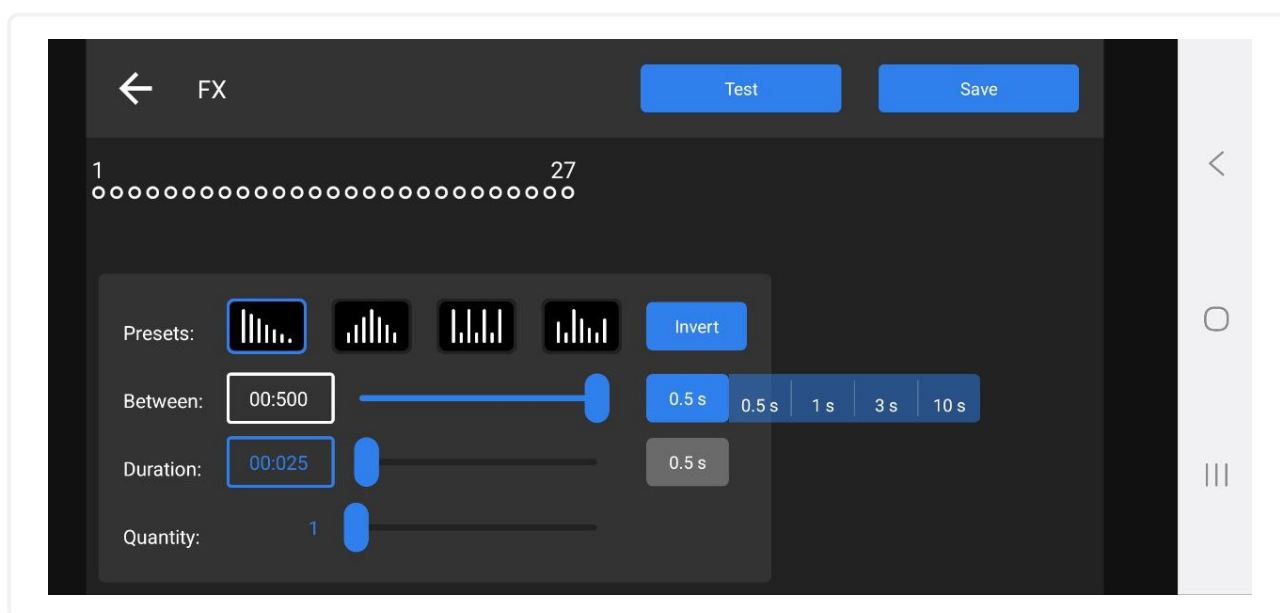 FX Test Save
1 27
Presets: Invert
Between: 00:500 0.5 s 0.5 s 1 s 3 s 10 s
Duration: 00:025 0.5 s
Quantity: 1